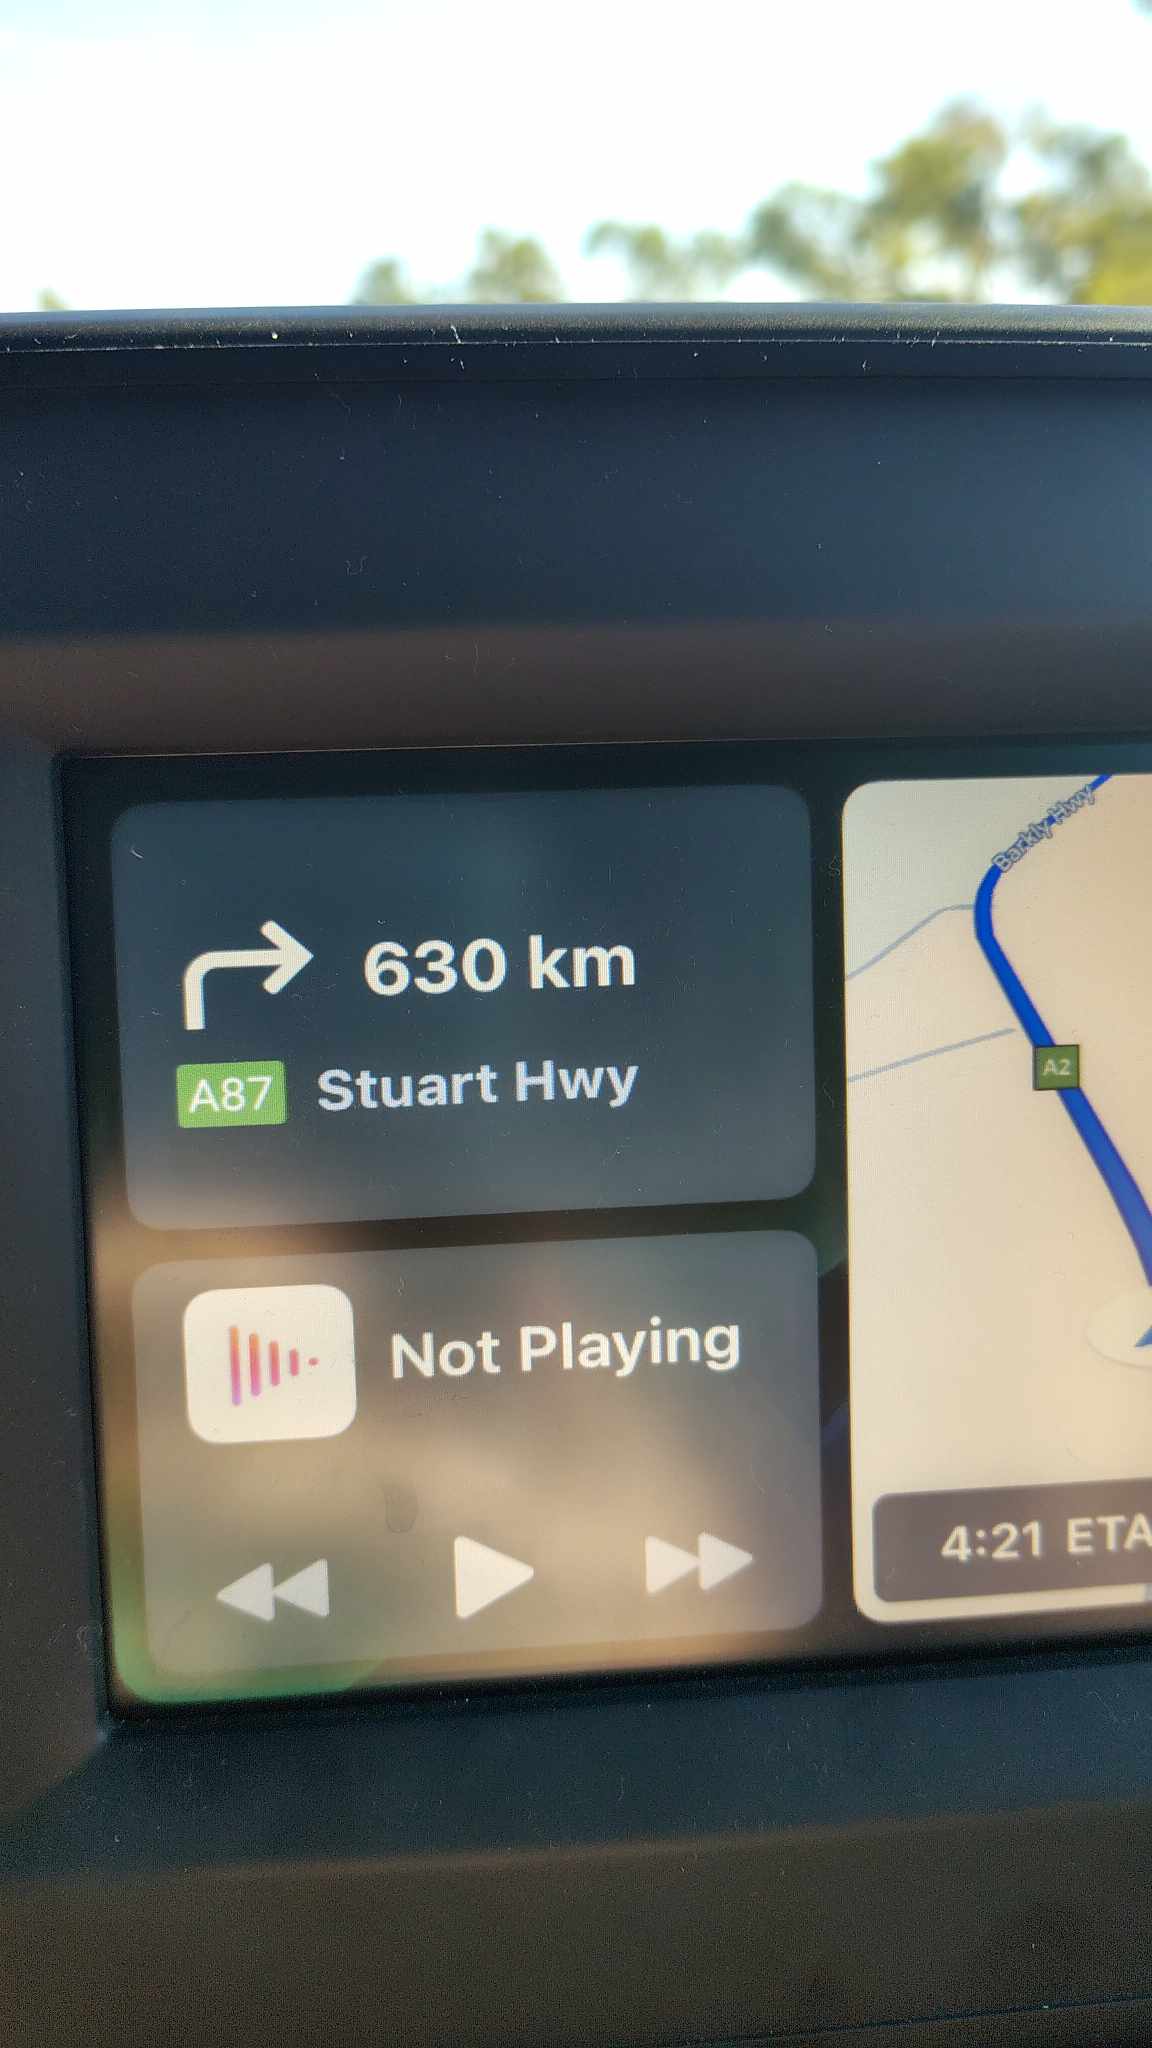 630 km
A87 Stuart Hwy
Not Playing
Barkly Hwy
A2
4:21 ETA